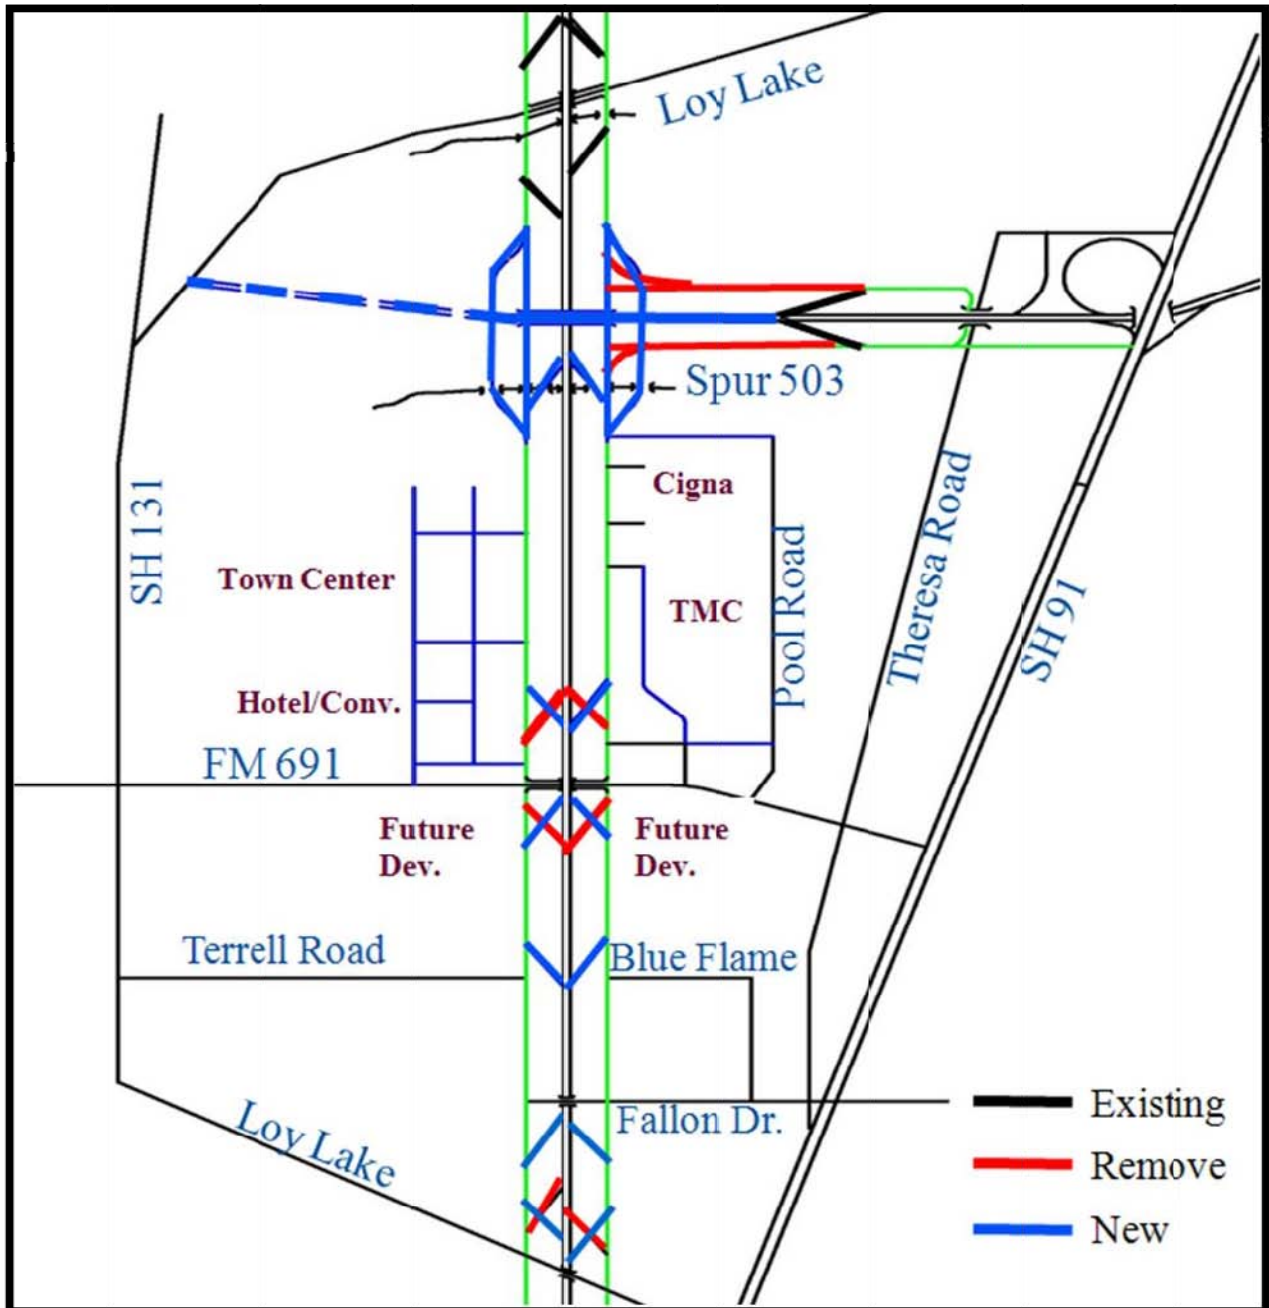 Loy Lake
Spur 503
Cigna
SH 131
Town Center
TMC
Pool Road
Theresa Road
SH 91
Hotel/Conv.
FM 691
Future
Dev.
Future
Dev.
Terrell Road
Blue Flame
Fallon Dr.
Loy Lake
Existing
Remove
New